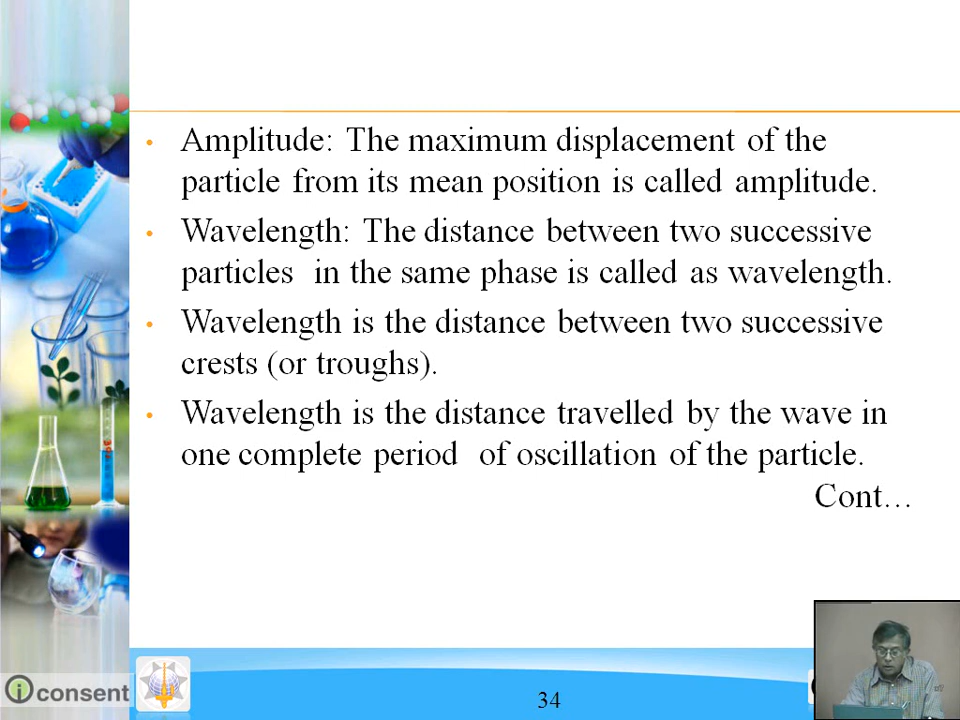 Amplitude: The maximum displacement of the
particle from its mean position is called amplitude.
Wavelength: The distance between two successive
particles in the same phase is called as wavelength.
Wavelength is the distance between two successive
crests (or troughs).
Wavelength is the distance travelled by the wave in
one complete period of oscillation of the particle.
Cont...
i consent
34